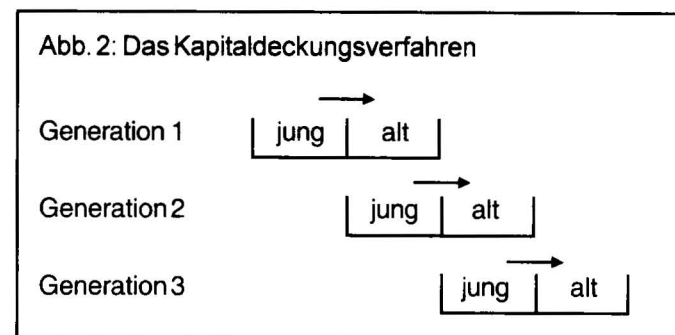 Abb. 2: Das Kapitaldeckungsverfahren
Generation 1 jung alt
Generation 2 jung alt
Generation 3 jung alt